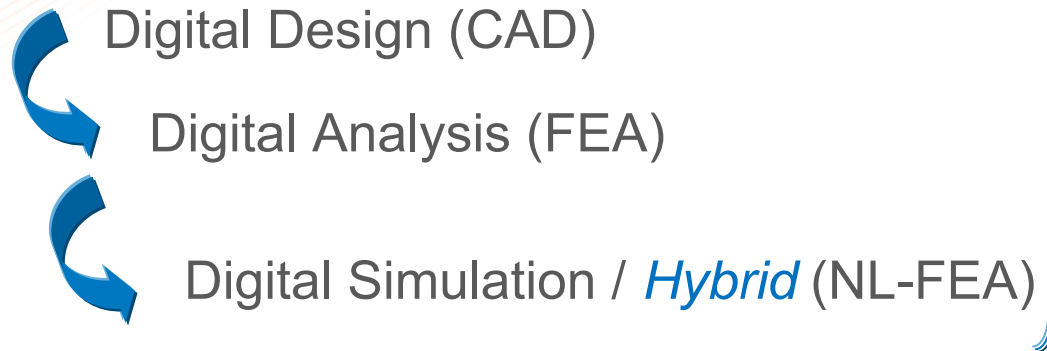 Digital Design (CAD)
Digital Analysis (FEA)
Digital Simulation / Hybrid (NL-FEA)